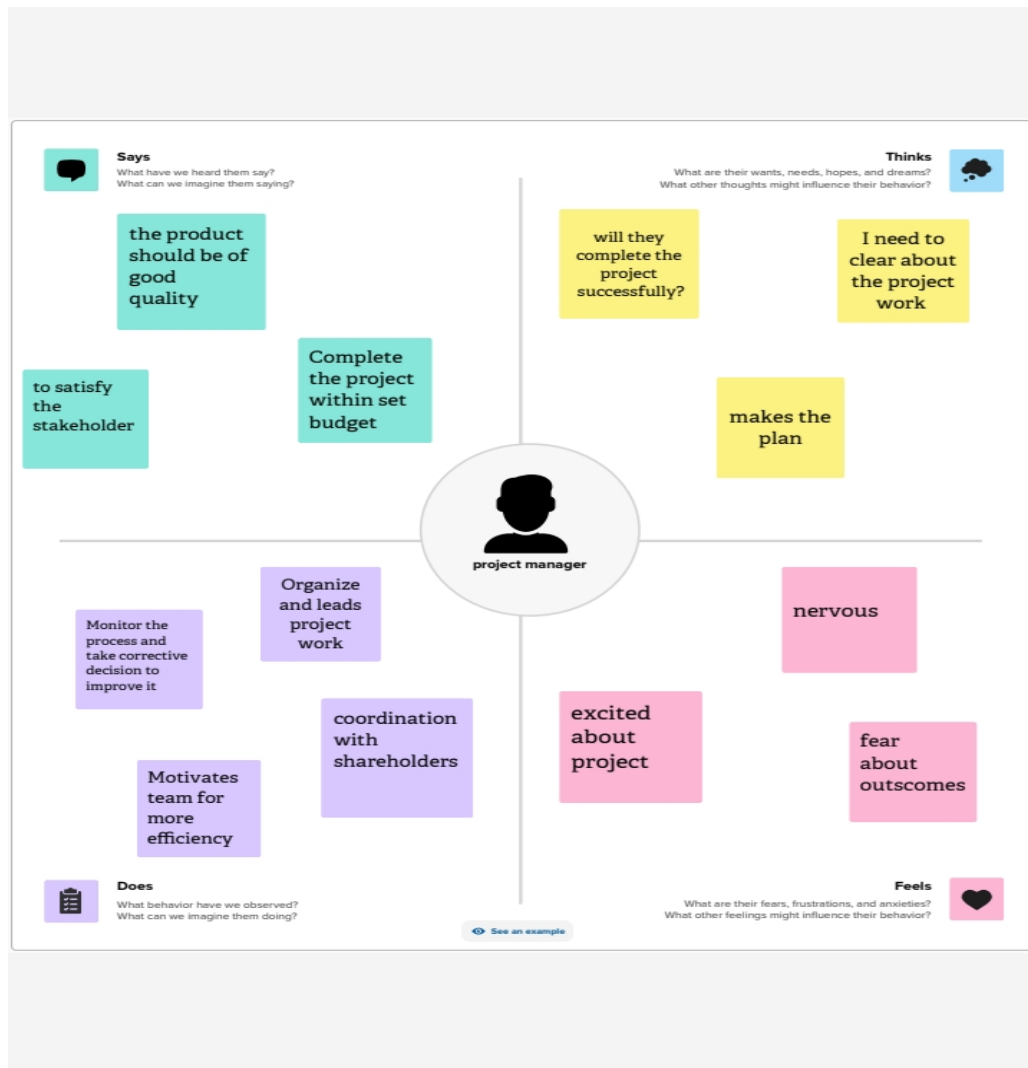 Says
What have we heard them say?
What can we imagine them saying?
the product
should be of
good
quality
Complete
the project
within set
budget
to satisfy
the
stakeholder
Thinks
What are their wants, needs, hopes, and dreams?
What other thoughts might influence their behavior?
will they
complete the
project
successfully?
I need to
clear about
the project
work
makes the
plan
project manager
Organize
and leads
project
work
Monitor the
process and
take corrective
decision to
improve it
coordination
with
shareholders
Motivates
team for
more
efficiency
Does
What behavior have we observed?
What can we imagine them doing?
nervous
excited
about
project
fear
about
outscomes
Feels
What are their fears, frustrations, and anxieties?
What other feelings might influence their behavior?
See an example